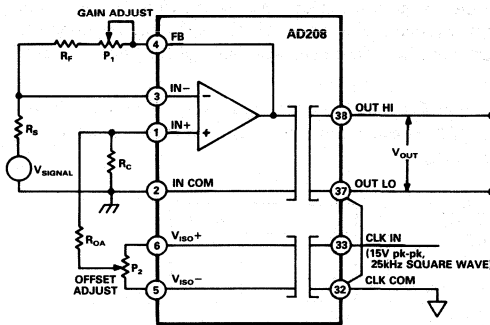 GAIN ADJUST
AD208
RF P1 4 FB
3 IN−
1 IN+
38 OUT HI
RS
VSIGNAL
RC
VOUT
2 IN COM
37 OUT LO
ROA
6 VISO+
33 CLK IN
(15V pk-pk,
25kHz SQUARE WAVE)
P2
OFFSET
ADJUST
5 VISO−
32 CLK COM